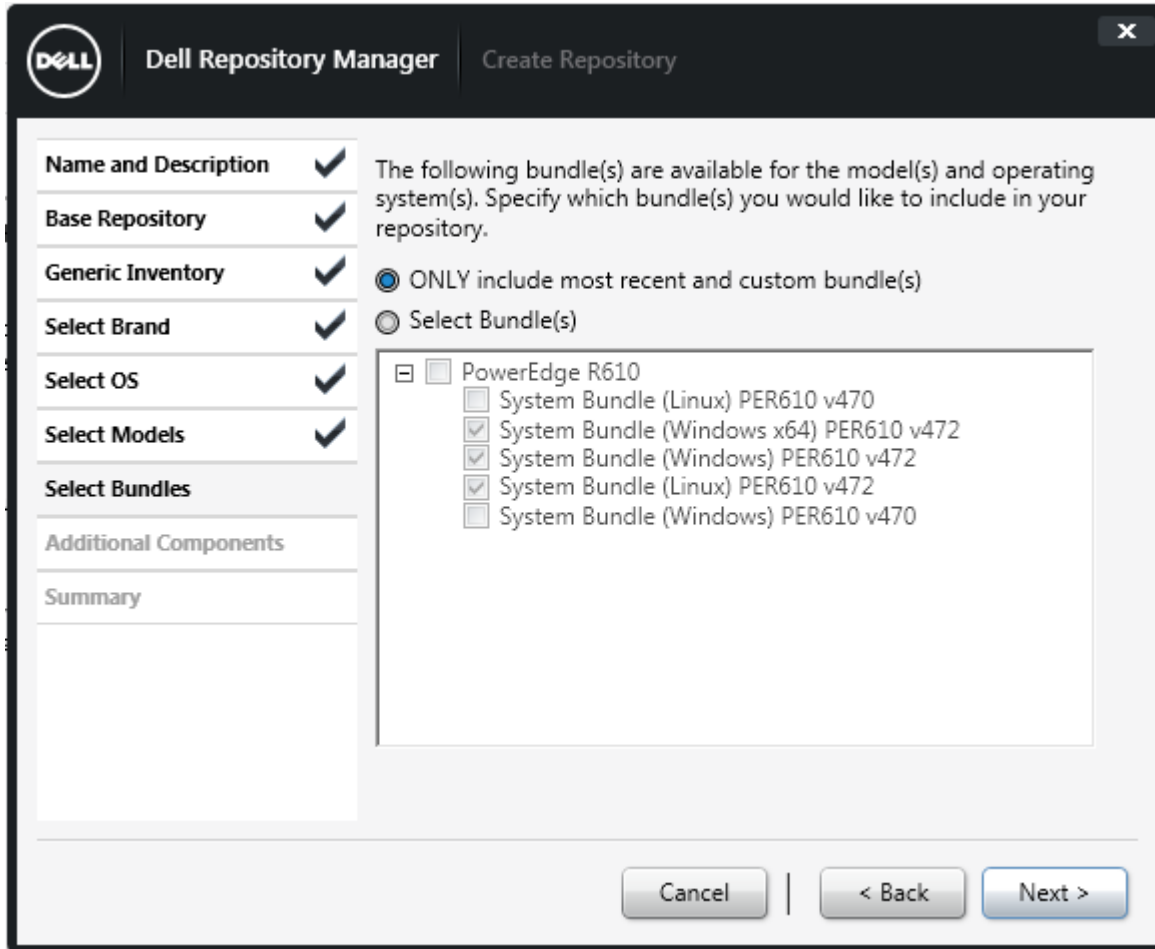 DELL
Dell Repository Manager
Create Repository
x
Name and Description
Base Repository
Generic Inventory
Select Brand
Select OS
Select Models
Select Bundles
Additional Components
Summary
The following bundle(s) are available for the model(s) and operating
system(s). Specify which bundle(s) you would like to include in your
repository.
ONLY include most recent and custom bundle(s)
Select Bundle(s)
PowerEdge R610
System Bundle (Linux) PER610 v470
System Bundle (Windows x64) PER610 v472
System Bundle (Windows) PER610 v472
System Bundle (Linux) PER610 v472
System Bundle (Windows) PER610 v470
Cancel
< Back
Next >